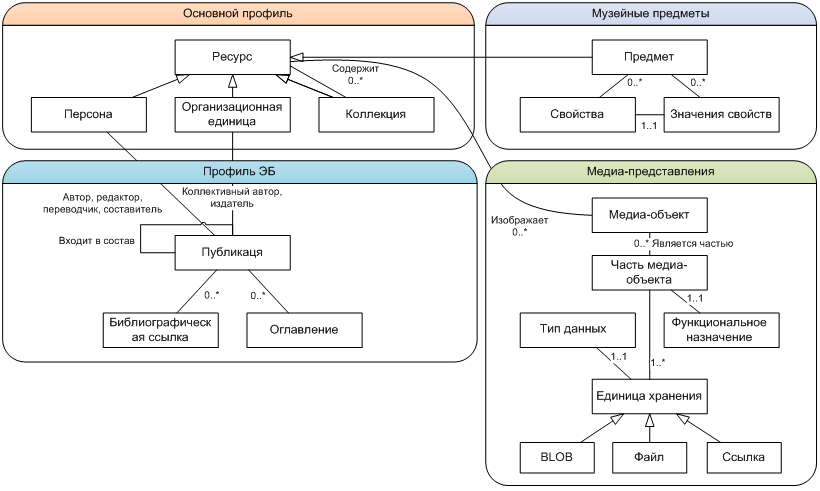 Основной профиль
Ресурс
Содержит
0..*
Персона
Организационная
единица
Коллекция
Музейные предметы
Предмет
0..*
0..*
Свойства
1..1
Значения свойств
Профиль ЭБ
Автор, редактор,
переводчик, составитель
Коллективный автор,
издатель
Входит в состав
Публикаця
0..*
0..*
Библиографическ
ая ссылка
Оглавление
Медиа-представления
Изображает
0..*
Медиа-объект
0..* Является частью
Часть медиа-
объекта
1..1
Тип данных
Функциональное
назначение
1..1
1..*
Единица хранения
BLOB
Файл
Ссылка